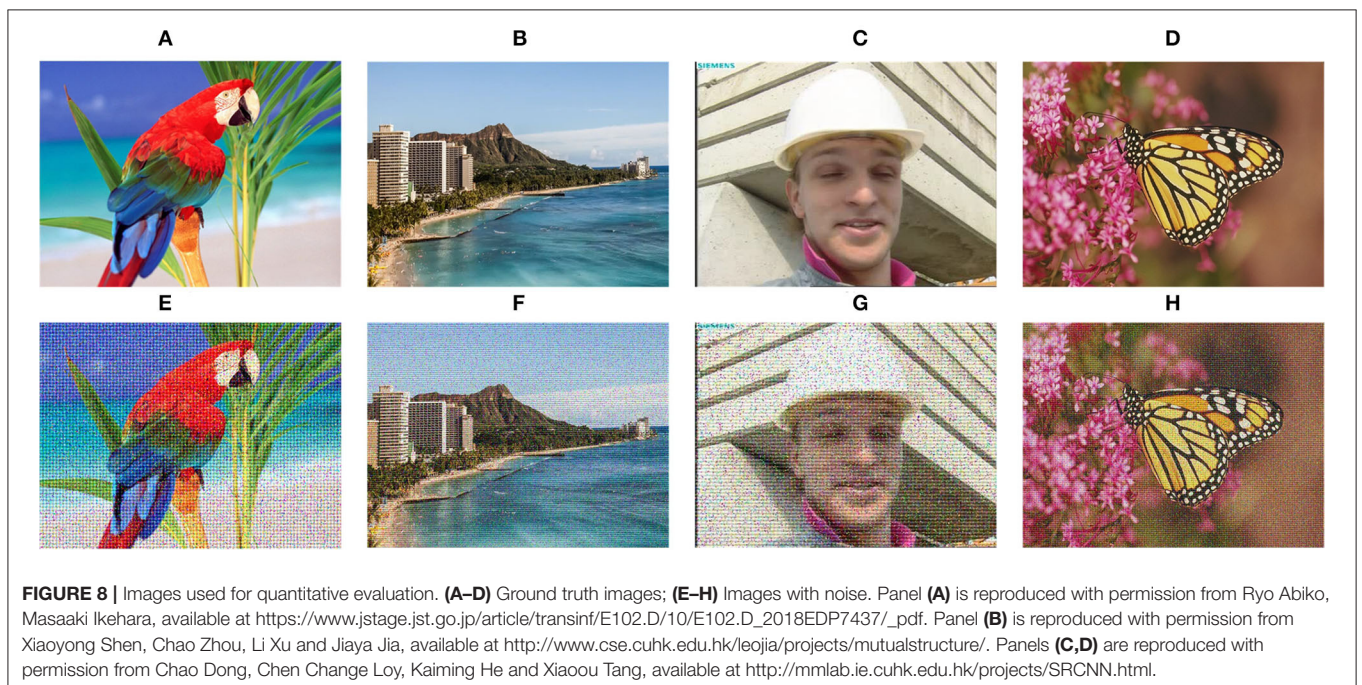 A B C D
SIEMENS
E F G H
SIEMENS
FIGURE 8 | Images used for quantitative evaluation. (A–D) Ground truth images; (E–H) Images with noise. Panel (A) is reproduced with permission from Ryo Abiko,
Masaaki Ikehara, available at https://www.jstage.jst.go.jp/article/transinf/E102.D/10/E102.D_2018EDP7437/_pdf. Panel (B) is reproduced with permission from
Xiaoyong Shen, Chao Zhou, Li Xu and Jiaya Jia, available at http://www.cse.cuhk.edu.hk/leojia/projects/mutualstructure/. Panels (C,D) are reproduced with
permission from Chao Dong, Chen Change Loy, Kaiming He and Xiaoou Tang, available at http://mmlab.ie.cuhk.edu.hk/projects/SRCNN.html.